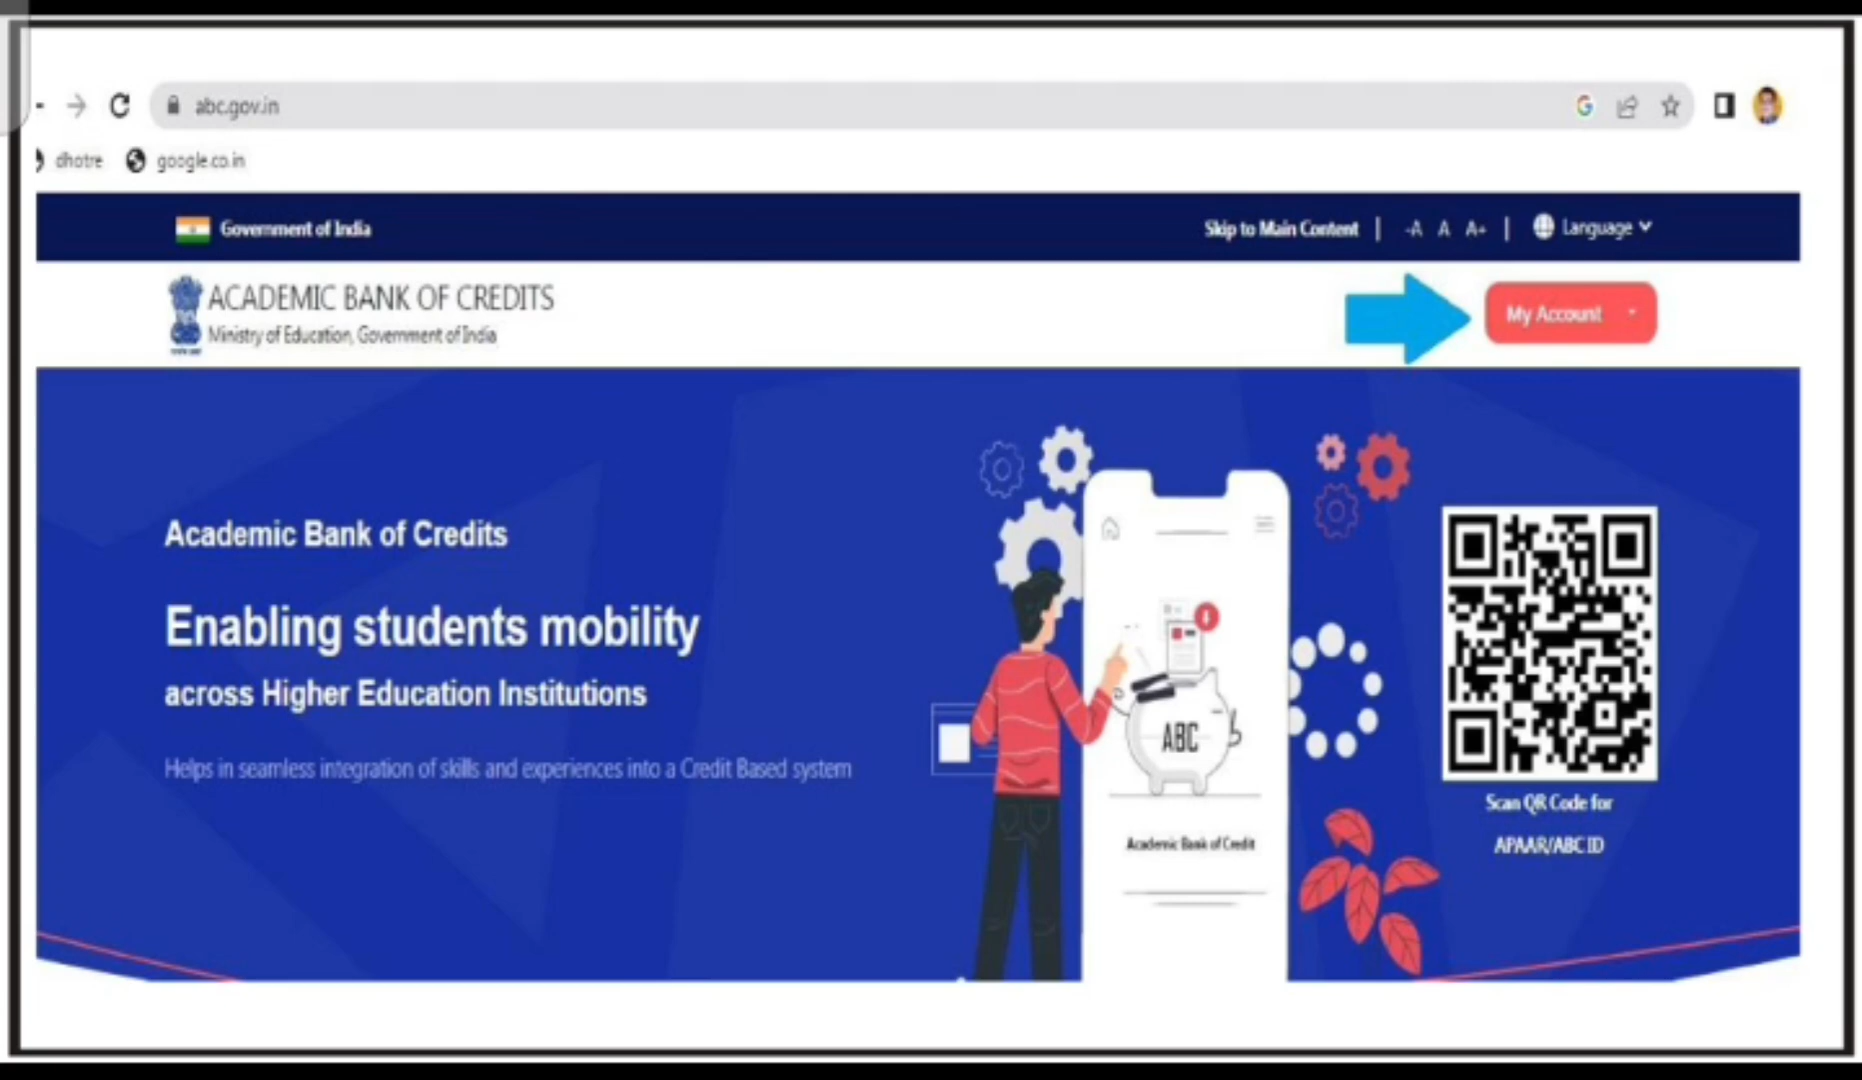 abc.gov.in
dhotre google.co.in
Government of India Skip to Main Content | -A A A+ | Language
ACADEMIC BANK OF CREDITS
Ministry of Education, Government of India
My Account
Academic Bank of Credits
Enabling students mobility
across Higher Education Institutions
Helps in seamless integration of skills and experiences into a Credit Based system
ABC
Academic Bank of Credit
Scan QR Code for
APAAR/ABC ID